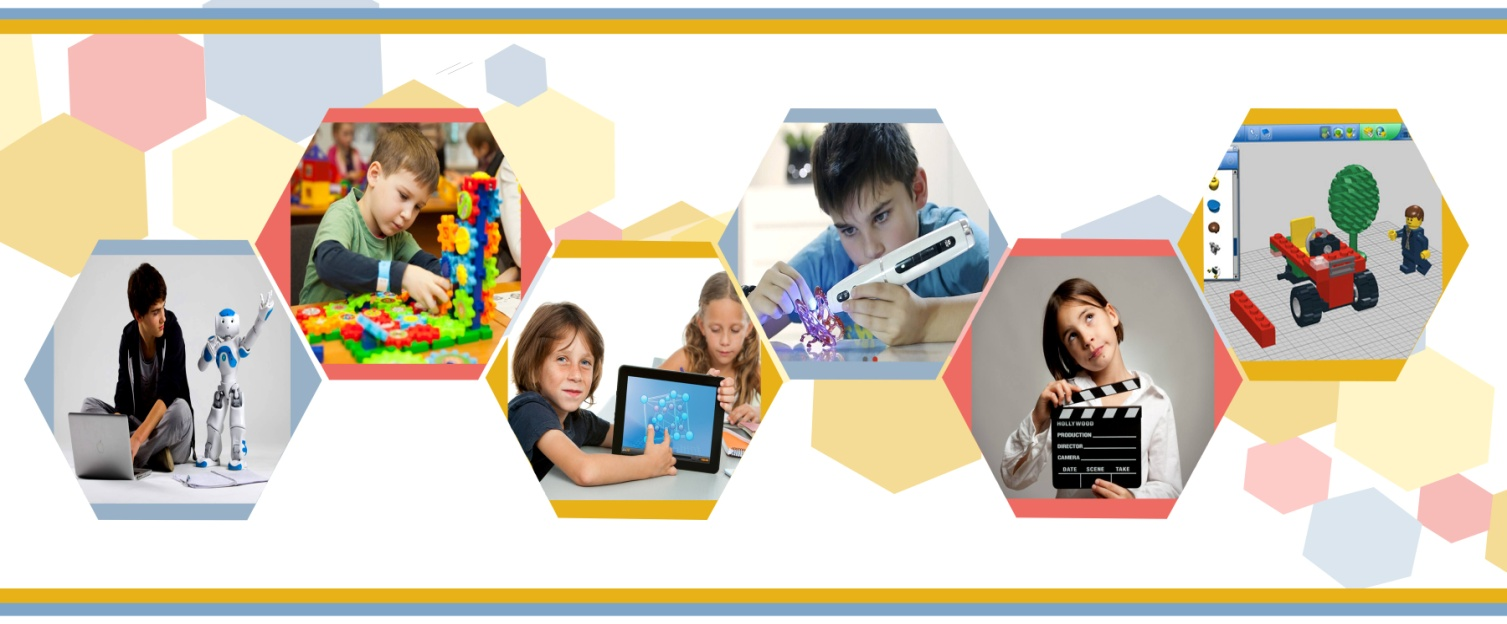 HOLLYWOOD
PRODUCTION
DIRECTOR
CAMERA
DATE SCENE TAKE